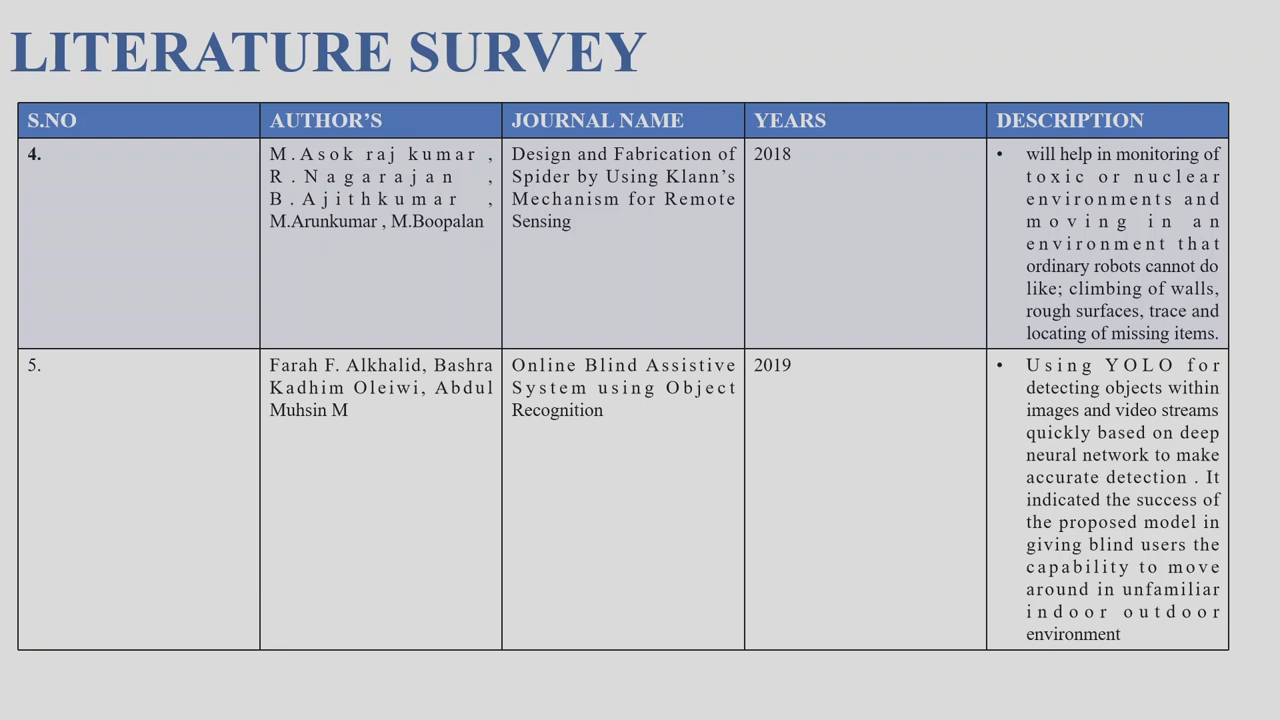 LITERATURE SURVEY
S.NO AUTHOR’S JOURNAL NAME YEARS DESCRIPTION
4.
M.Asok raj kumar ,
R.Nagarajan ,
B.Ajithkumar ,
M.Arunkumar , M.Boopalan
Design and Fabrication of
Spider by Using Klann’s
Mechanism for Remote
Sensing
2018
• will help in monitoring of
toxic or nuclear
environments and
moving in an
environment that
ordinary robots cannot do
like; climbing of walls,
rough surfaces, trace and
locating of missing items.
5.
Farah F. Alkhalid, Bashra
Kadhim Oleiwi, Abdul
Muhsin M
Online Blind Assistive
System using Object
Recognition
2019
• Using YOLO for
detecting objects within
images and video streams
quickly based on deep
neural network to make
accurate detection . It
indicated the success of
the proposed model in
giving blind users the
capability to move
around in unfamiliar
indoor outdoor
environment